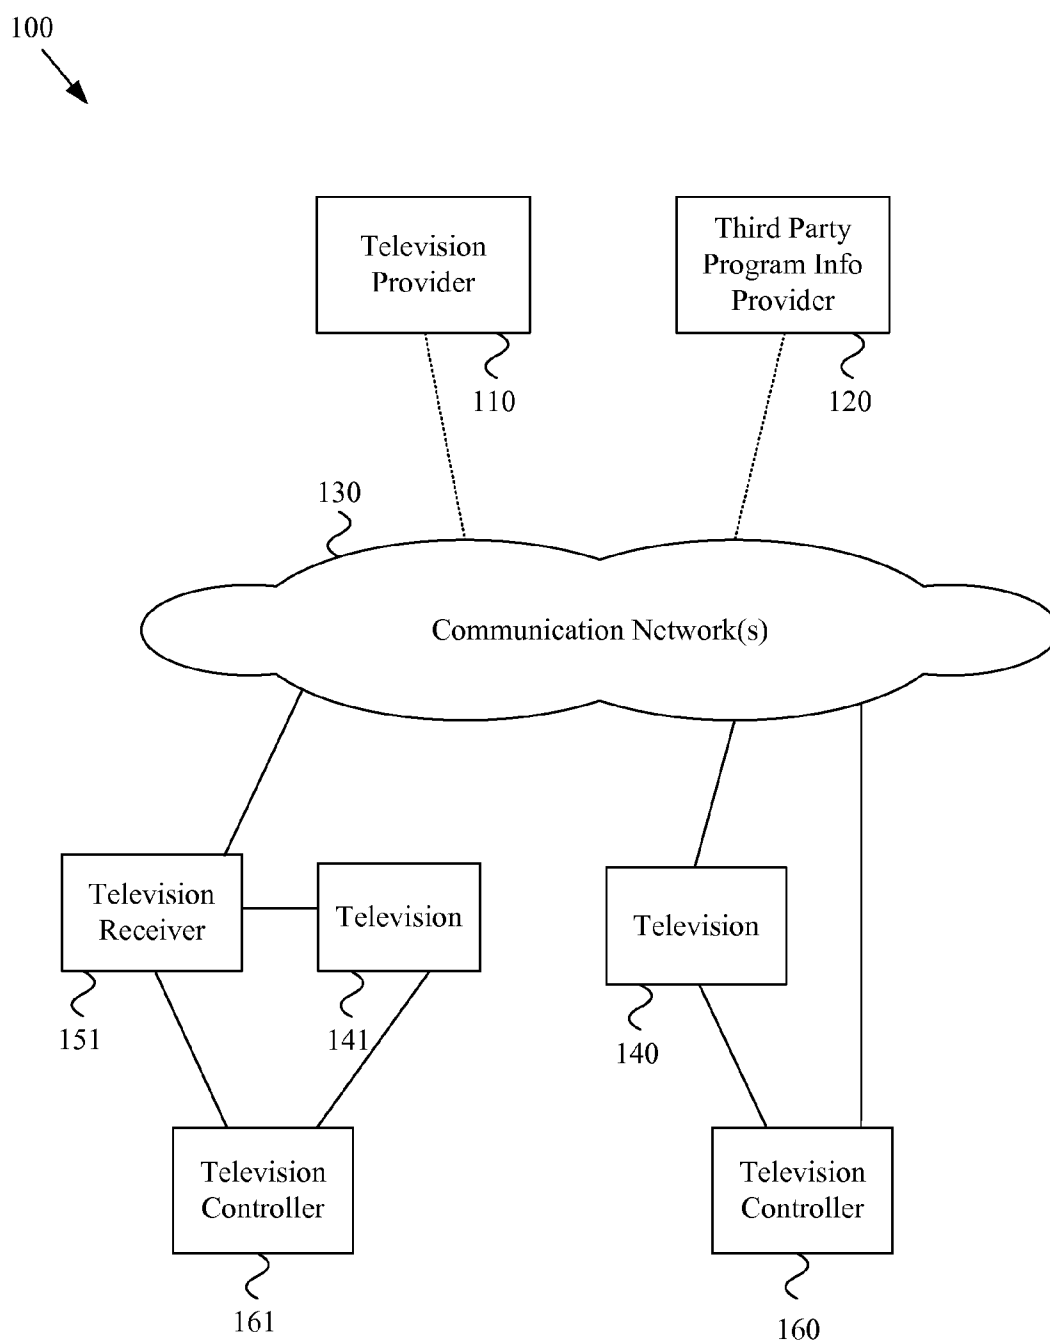 100
Television
Provider
Third Party
Program Info
Provider
110
120
130
Communication Network(s)
Television
Receiver
Television
Television
151
141
140
Television
Controller
Television
Controller
161
160